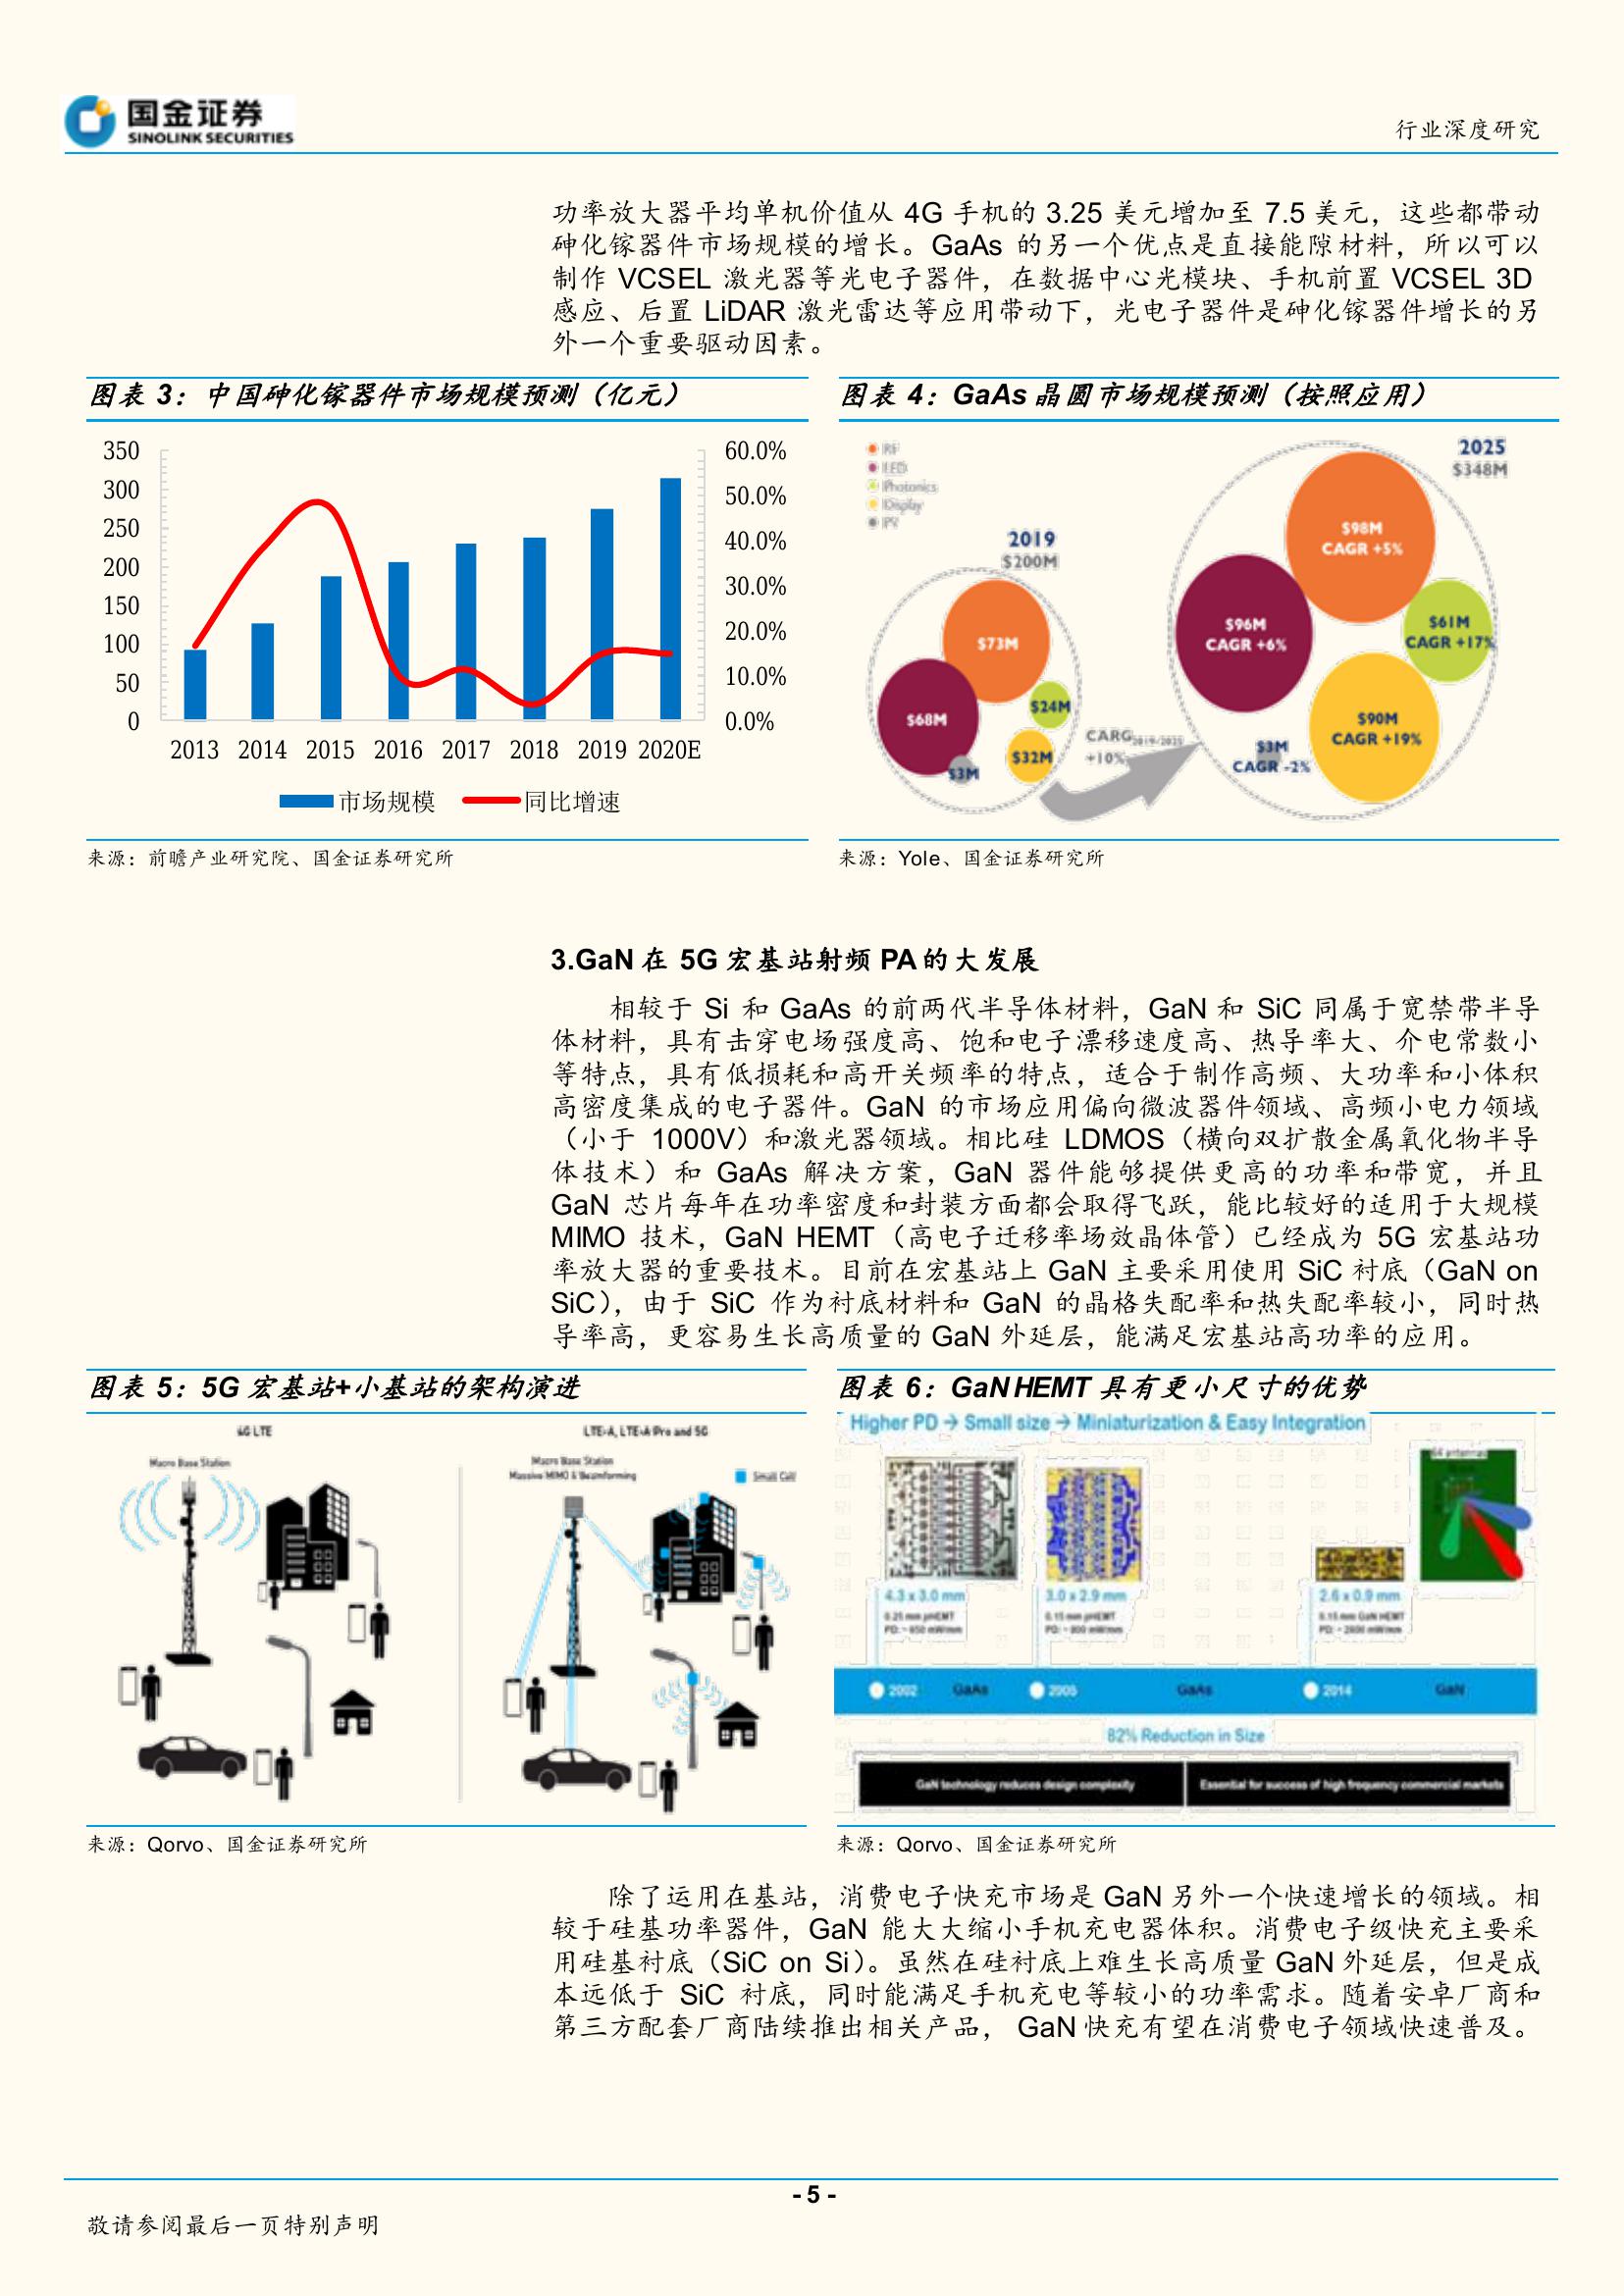 国金证券
SINOLINK SECURITIES
行业深度研究
功率放大器平均单机价值从 4G 手机的 3.25 美元增加至 7.5 美元，这些都带动
砷化镓器件市场规模的增长。GaAs 的另一个优点是直接能隙材料，所以可以
制作 VCSEL 激光器等光电子器件，在数据中心光模块、手机前置 VCSEL 3D
感应、后置 LiDAR 激光雷达等应用带动下，光电子器件是砷化镓器件增长的另
外一个重要驱动因素。
图表 3：中国砷化镓器件市场规模预测（亿元）
350
300
250
200
150
100
50
0
60.0%
50.0%
40.0%
30.0%
20.0%
10.0%
0.0%
2013 2014 2015 2016 2017 2018 2019 2020E
市场规模 同比增速
来源：前瞻产业研究院、国金证券研究所
图表 4：GaAs 晶圆市场规模预测（按照应用）
RF
LED
Photonics
Display
PV
2019
$200M
$73M
$68M
$24M
$32M
$3M
CARG2019-2025
+10%
2025
$348M
$98M
CAGR +5%
$96M
CAGR +6%
$61M
CAGR +17%
$90M
CAGR +19%
$3M
CAGR -2%
来源：Yole、国金证券研究所
3.GaN 在 5G 宏基站射频 PA 的大发展
相较于 Si 和 GaAs 的前两代半导体材料，GaN 和 SiC 同属于宽禁带半导
体材料，具有击穿电场强度高、饱和电子漂移速度高、热导率大、介电常数小
等特点，具有低损耗和高开关频率的特点，适合于制作高频、大功率和小体积
高密度集成的电子器件。GaN 的市场应用偏向微波器件领域、高频小电力领域
（小于 1000V）和激光器领域。相比硅 LDMOS（横向双扩散金属氧化物半导
体技术）和 GaAs 解决方案，GaN 器件能够提供更高的功率和带宽，并且
GaN 芯片每年在功率密度和封装方面都会取得飞跃，能比较好的适用于大规模
MIMO 技术，GaN HEMT（高电子迁移率场效晶体管）已经成为 5G 宏基站功
率放大器的重要技术。目前在宏基站上 GaN 主要采用使用 SiC 衬底（GaN on
SiC），由于 SiC 作为衬底材料和 GaN 的晶格失配率和热失配率较小，同时热
导率高，更容易生长高质量的 GaN 外延层，能满足宏基站高功率的应用。
图表 5：5G 宏基站+小基站的架构演进
4G LTE
Macro Base Station
LTE-A, LTE-A Pro and 5G
Macro Base Station
Massive MIMO & Beamforming
Small Cell
来源：Qorvo、国金证券研究所
图表 6：GaN HEMT 具有更小尺寸的优势
Higher PD → Small size → Miniaturization & Easy Integration
64 antennas
4.3 x 3.0 mm
0.25 mm pHEMT
PD: ~ 650 mW/mm
3.0 x 2.9 mm
0.15 mm pHEMT
PD: ~ 800 mW/mm
2.6 x 0.9 mm
0.15 mm GaN HEMT
2002 GaAs 2005 GaAs 2014 GaN
82% Reduction in Size
GaN technology reduces design complexity
Essential for success of high frequency commercial markets
来源：Qorvo、国金证券研究所
除了运用在基站，消费电子快充市场是 GaN 另外一个快速增长的领域。相
较于硅基功率器件，GaN 能大大缩小手机充电器体积。消费电子级快充主要采
用硅基衬底（SiC on Si）。虽然在硅衬底上难生长高质量 GaN 外延层，但是成
本远低于 SiC 衬底，同时能满足手机充电等较小的功率需求。随着安卓厂商和
第三方配套厂商陆续推出相关产品， GaN 快充有望在消费电子领域快速普及。
- 5 -
敬请参阅最后一页特别声明